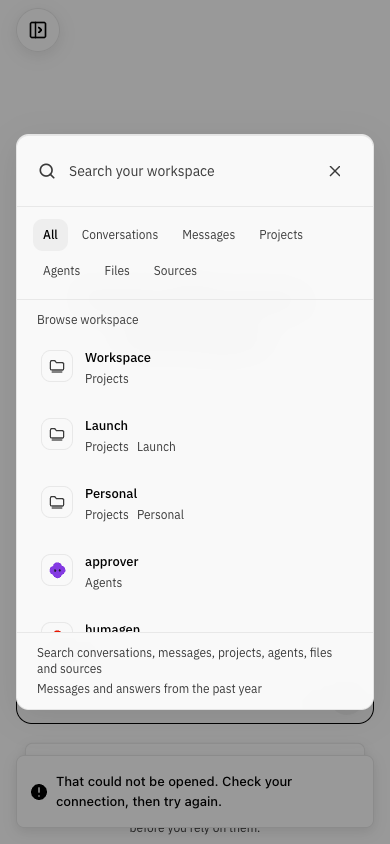 Search your workspace
All Conversations Messages Projects
Agents Files Sources
Browse workspace
Workspace
Projects
Launch
Projects Launch
Personal
Projects Personal
approver
Agents
humagen
Search conversations, messages, projects, agents, files
and sources
Messages and answers from the past year
That could not be opened. Check your
connection, then try again.
before you rely on them.